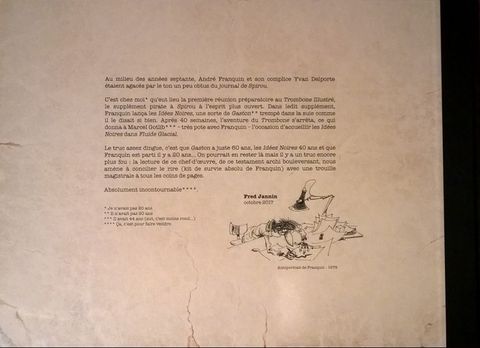 Au milieu des années septante, André Franquin et son complice Yvan Delporte
étaient agacés par le ton un peu obtus du journal de Spirou.
C'est chez moi* qu'eut lieu la première réunion préparatoire au Trombone Illustré,
le supplément pirate à Spirou à l'esprit plus ouvert. Dans ledit supplément,
Franquin lança les Idées Noires, une sorte de Gaston** trempé dans la suie comme
il le disait si bien. Après 40 semaines, l'aventure du Trombone s'arrêta, ce qui
donna à Marcel Gotlib*** - très pote avec Franquin - l'occasion d'accueillir les Idées
Noires dans Fluide Glacial.
Le truc assez dingue, c'est que Gaston a juste 60 ans, les Idées Noires 40 ans et que
Franquin est parti il y a 20 ans... On pourrait en rester là mais il y a un truc encore
plus fou : la lecture de ce chef-d'œuvre, de ce testament archi bouleversant, nous
amène à concilier le rire (kit de survie absolu de Franquin) avec une trouille
magistrale à tous les coins de pages.
Absolument incontournable****.
Fred Jannin
octobre 2017
* Je n'avais pas 20 ans
** Il n'avait pas 20 ans
*** Il avait 44 ans (oui, c'est moins rond...)
**** Ça, c'est pour faire vendre
Autoportrait de Franquin - 1979